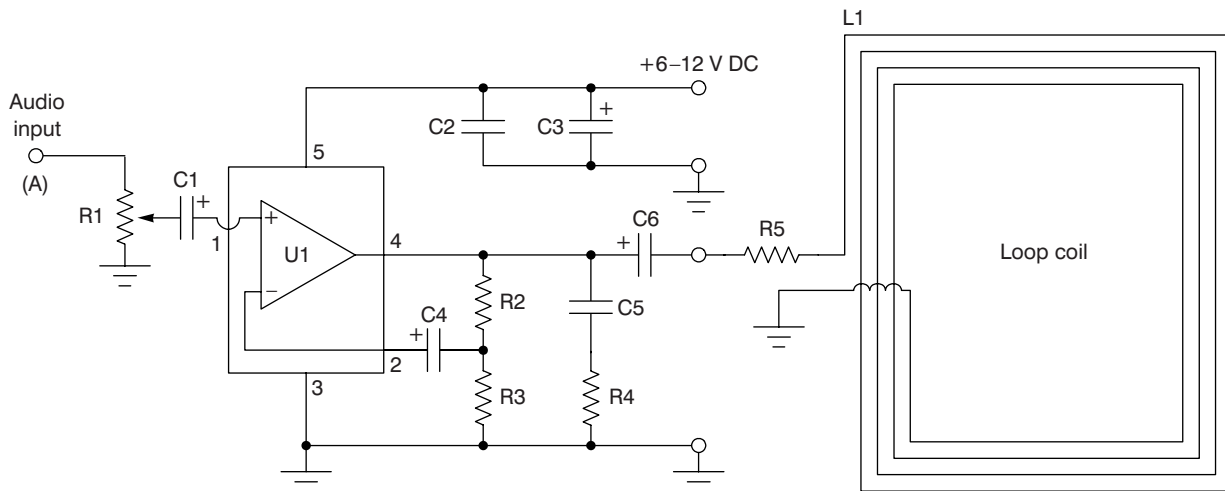 L1
+6–12 V DC
Audio
input
(A)
R1
C1
+
1
5
C2
C3
+
+
–
U1
4
C6
+
R5
R2
C5
C4
+
2
3
R3
R4
Loop coil